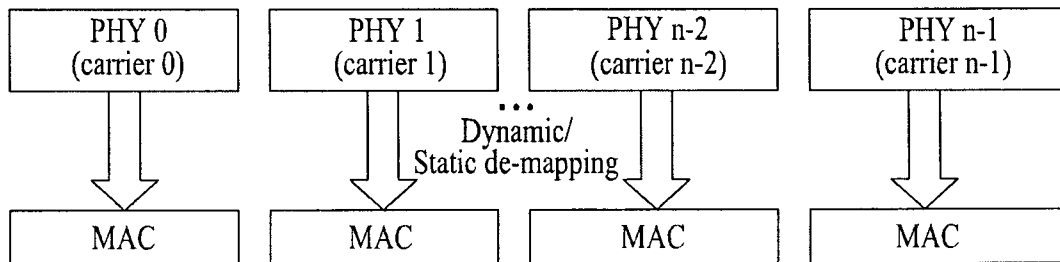 PHY 0
(carrier 0)
PHY 1
(carrier 1)
PHY n-2
(carrier n-2)
PHY n-1
(carrier n-1)
...
Dynamic/
Static de-mapping
MAC
MAC
MAC
MAC